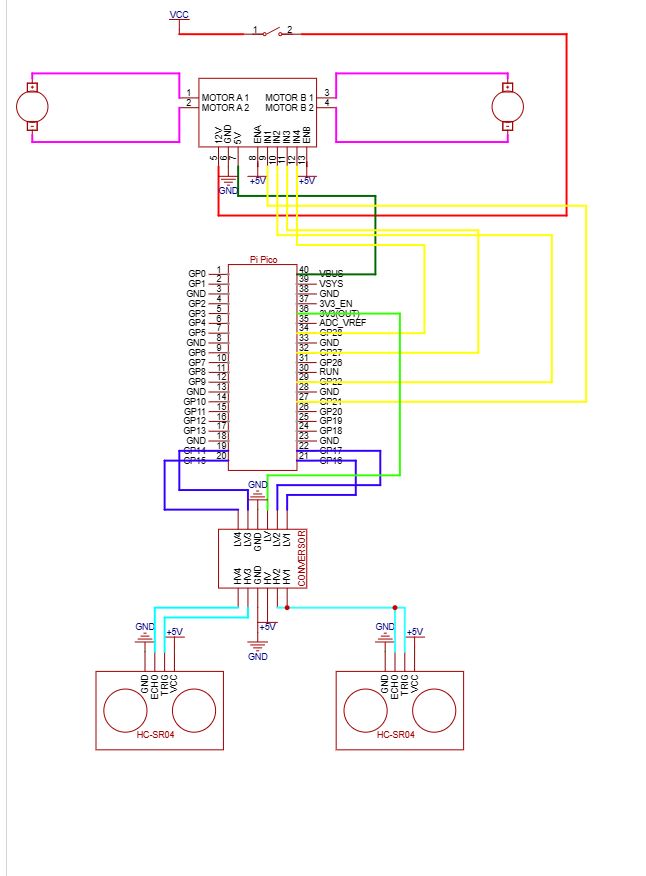 VCC
1 2
1 MOTOR A 1 MOTOR B 1 3
2 MOTOR A 2 MOTOR B 2 4
12V GND 5V ENA IN1 IN2 IN3 IN4 ENB
5 6 7 8 9 10 11 12 13
GND +5V +5V
Pi Pico
GP0 1 40 VBUS
GP1 2 39 VSYS
GND 3 38 GND
GP2 4 37 3V3_EN
GP3 5 36 3V3(OUT)
GP4 6 35 ADC_VREF
GP5 7 34 GP28
GND 8 33 GND
GP6 9 32 GP27
GP7 10 31 GP26
GP8 11 30 RUN
GP9 12 29 GP22
GND 13 28 GND
GP10 14 27 GP21
GP11 15 26 GP20
GP12 16 25 GP19
GP13 17 24 GP18
GND 18 23 GND
GP14 19 22 GP17
GP15 20 21 GP16
GND
LV4 LV3 GND LV LV2 LV1
CONVERSOR
HV4 HV3 GND HV HV2 HV1
+5V
GND
GND +5V
GND ECHO TRIG VCC
HC-SR04
GND +5V
GND ECHO TRIG VCC
HC-SR04